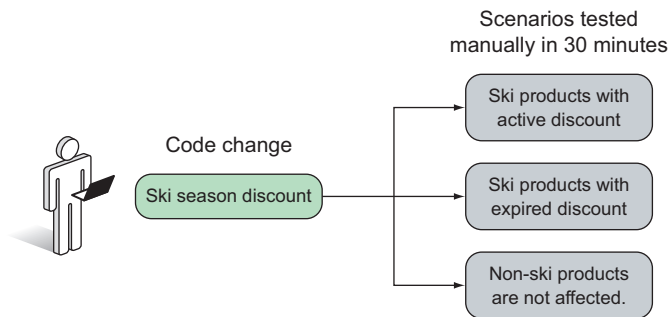 Scenarios tested
manually in 30 minutes
Ski products with
active discount
Code change
Ski season discount
Ski products with
expired discount
Non-ski products
are not affected.